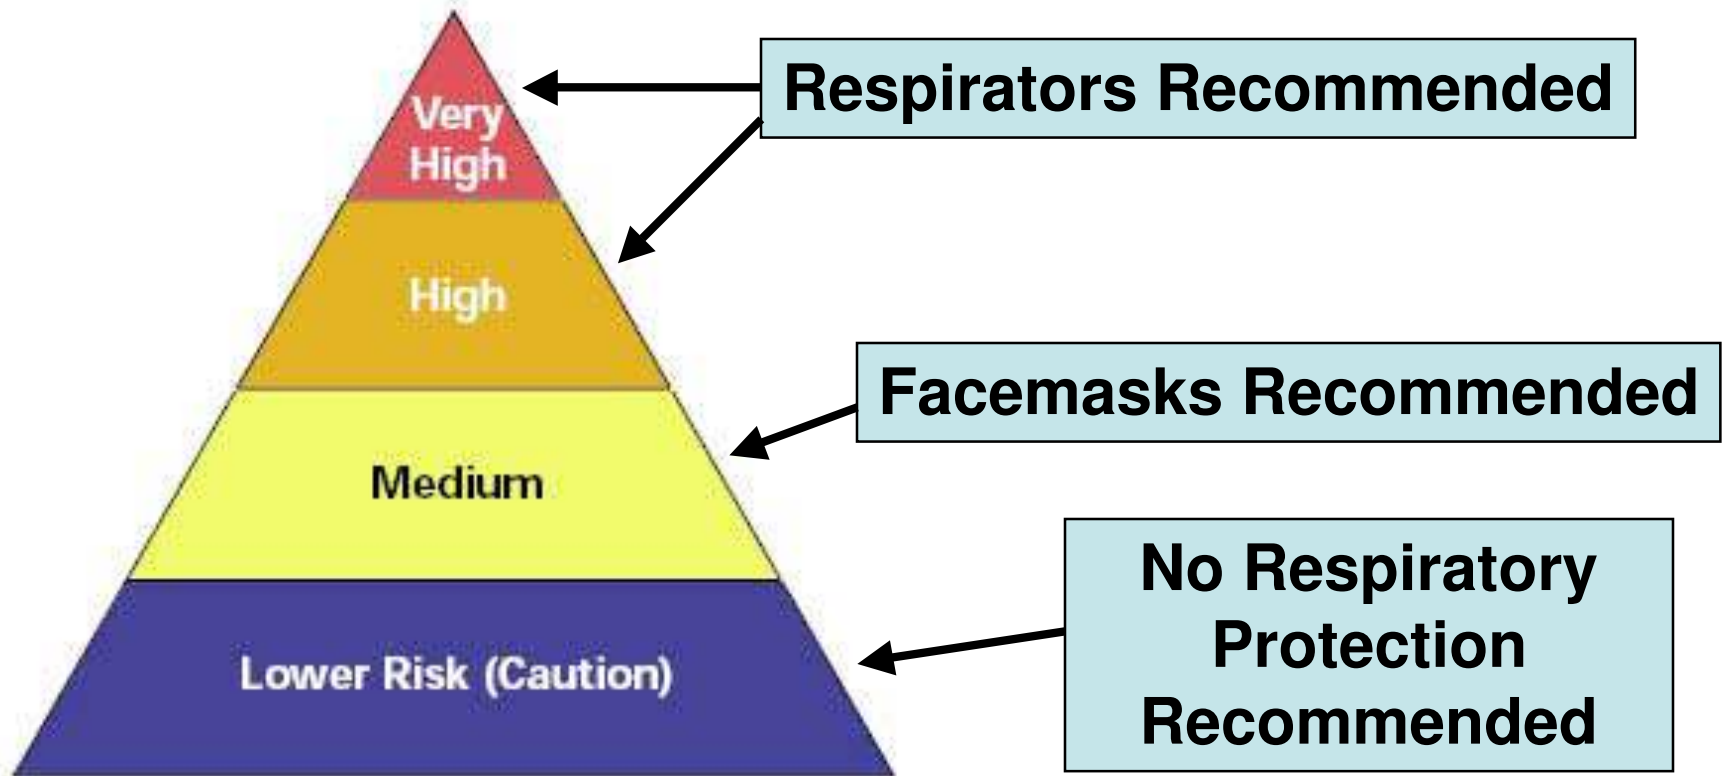 Very
High
Respirators Recommended
High
Facemasks Recommended
Medium
No Respiratory
Protection
Recommended
Lower Risk (Caution)